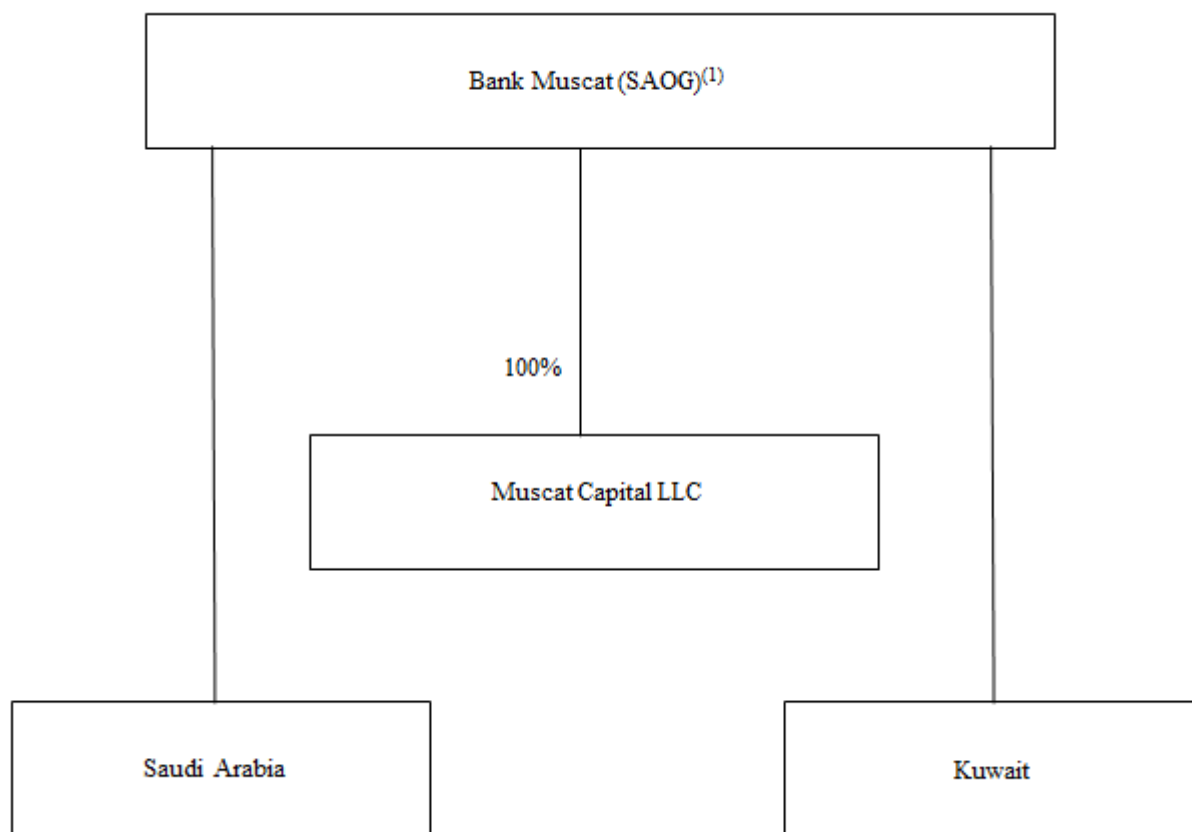 Bank Muscat (SAOG)(1)
100%
Muscat Capital LLC
Saudi Arabia
Kuwait